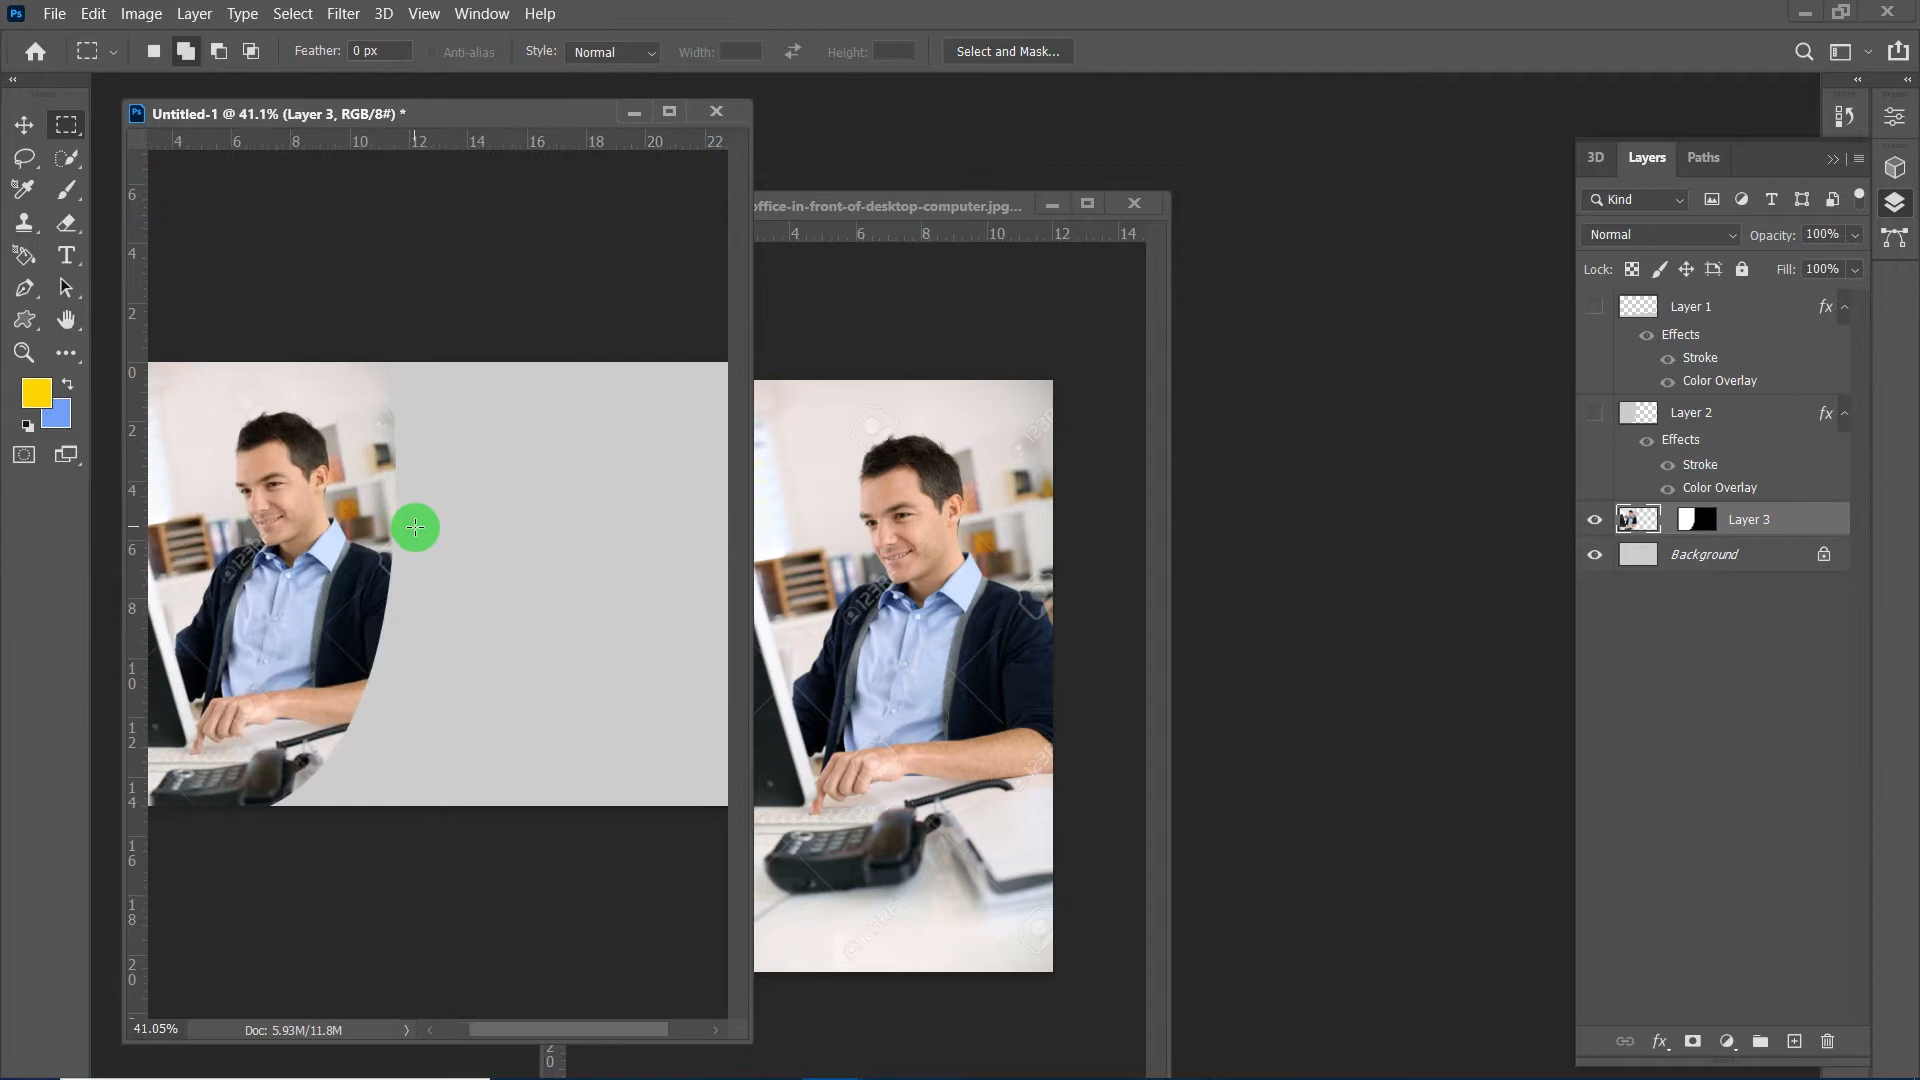 Ps File Edit Image Layer Type Select Filter 3D View Window Help
Feather: 0 px Anti-alias Style: Normal Width: Height: Select and Mask...
Ps Untitled-1 @ 41.1% (Layer 3, RGB/8#) *
4 6 8 10 12 14 16 18 20 22
6
4
2
0
2
4
6
8
10
12
14
16
18
20
41.05% Doc: 5.93M/11.8M
office-in-front-of-desktop-computer.jpg...
4 6 8 10 12 14
20
123RF
3D Layers Paths
Kind
Normal Opacity: 100%
Lock: Fill: 100%
Layer 1 fx
Effects
Stroke
Color Overlay
Layer 2 fx
Effects
Stroke
Color Overlay
Layer 3
Background
fx